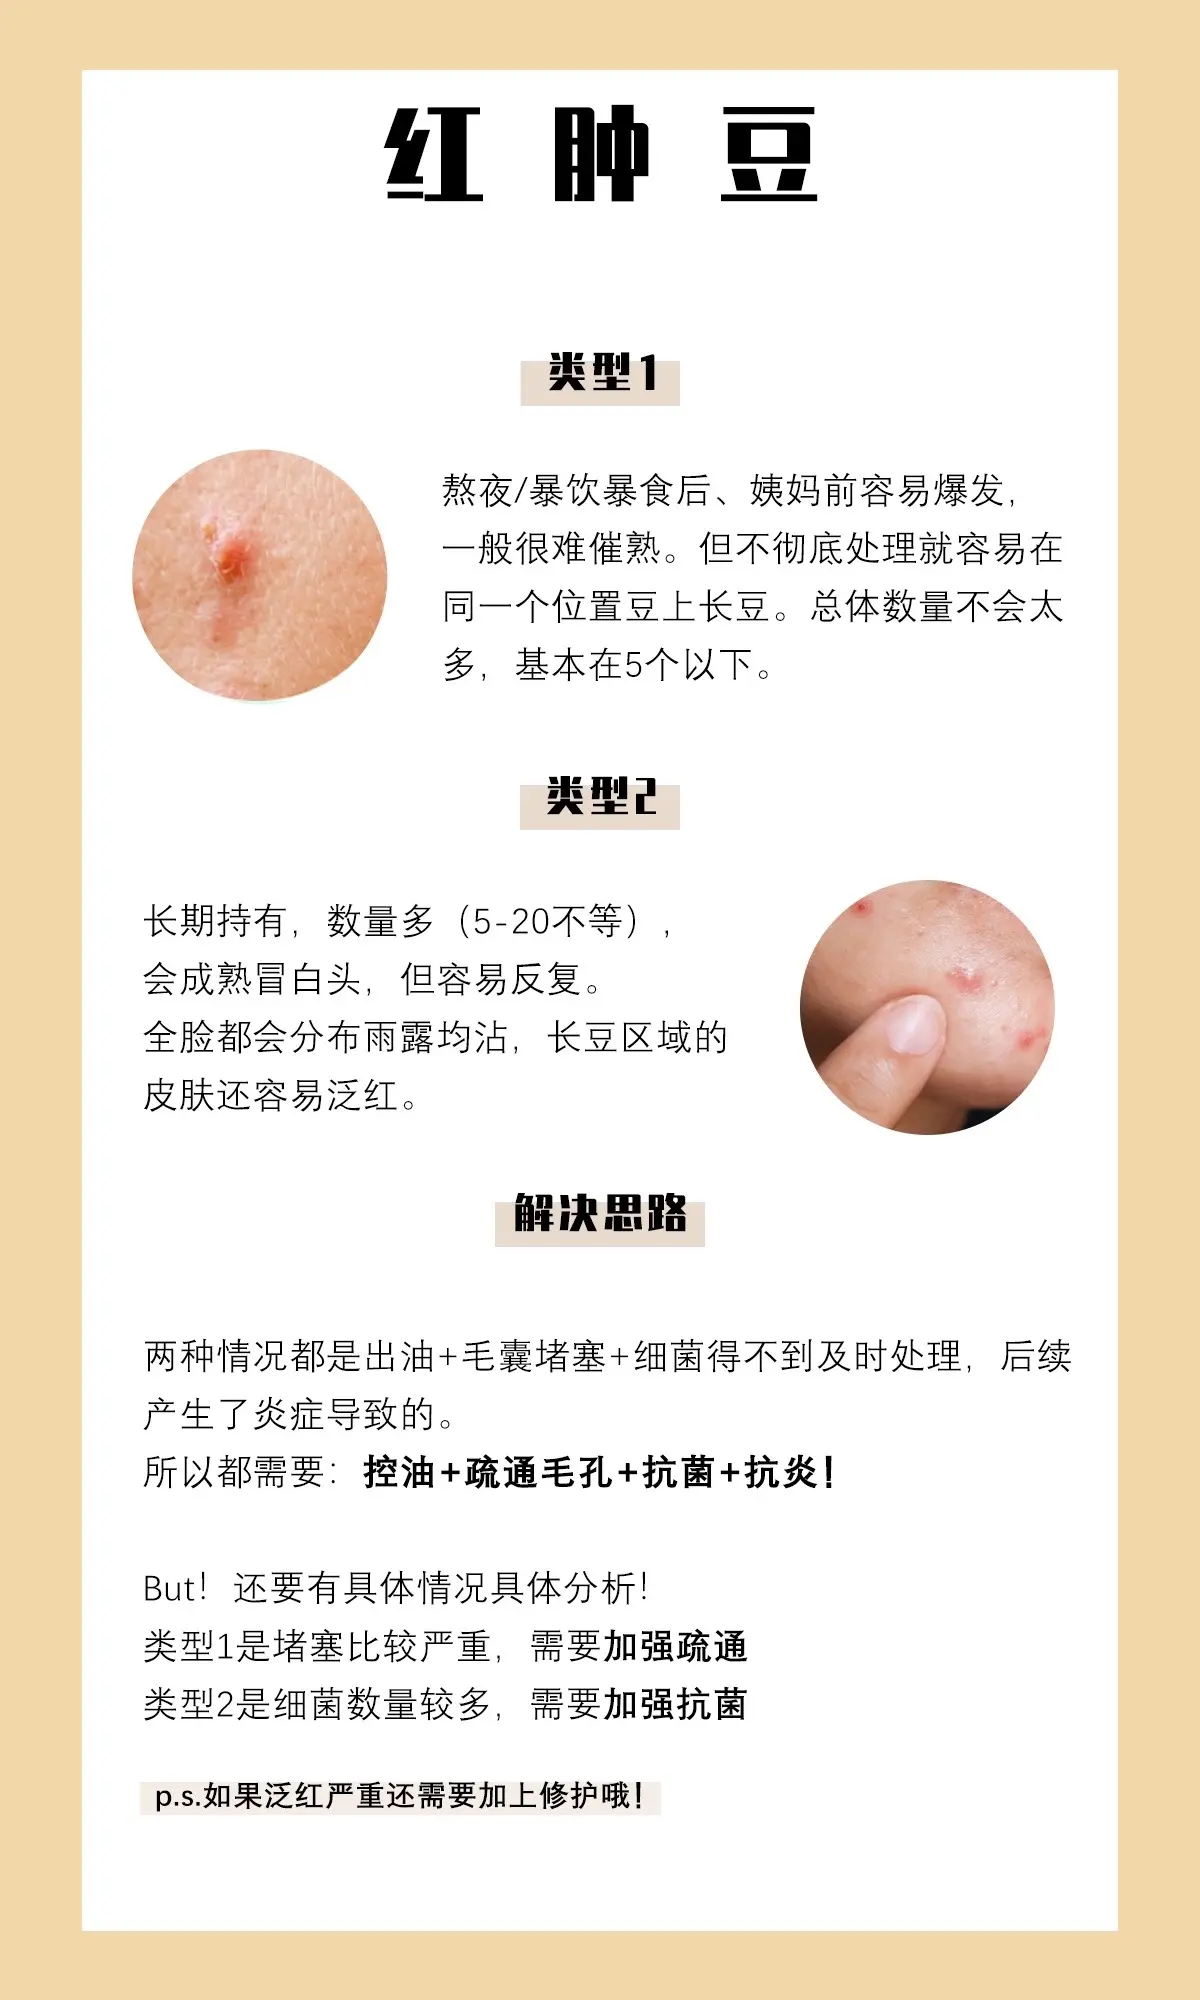 红肿豆
类型1
熬夜/暴饮暴食后、姨妈前容易爆发，
一般很难催熟。但不彻底处理就容易在
同一个位置豆上长豆。总体数量不会太
多，基本在5个以下。
类型2
长期持有，数量多（5-20不等），
会成熟冒白头，但容易反复。
全脸都会分布雨露均沾，长豆区域的
皮肤还容易泛红。
解决思路
两种情况都是出油+毛囊堵塞+细菌得不到及时处理，后续
产生了炎症导致的。
所以都需要：控油+疏通毛孔+抗菌+抗炎！
But！还要有具体情况具体分析！
类型1是堵塞比较严重，需要加强疏通
类型2是细菌数量较多，需要加强抗菌
p.s.如果泛红严重还需要加上修护哦！